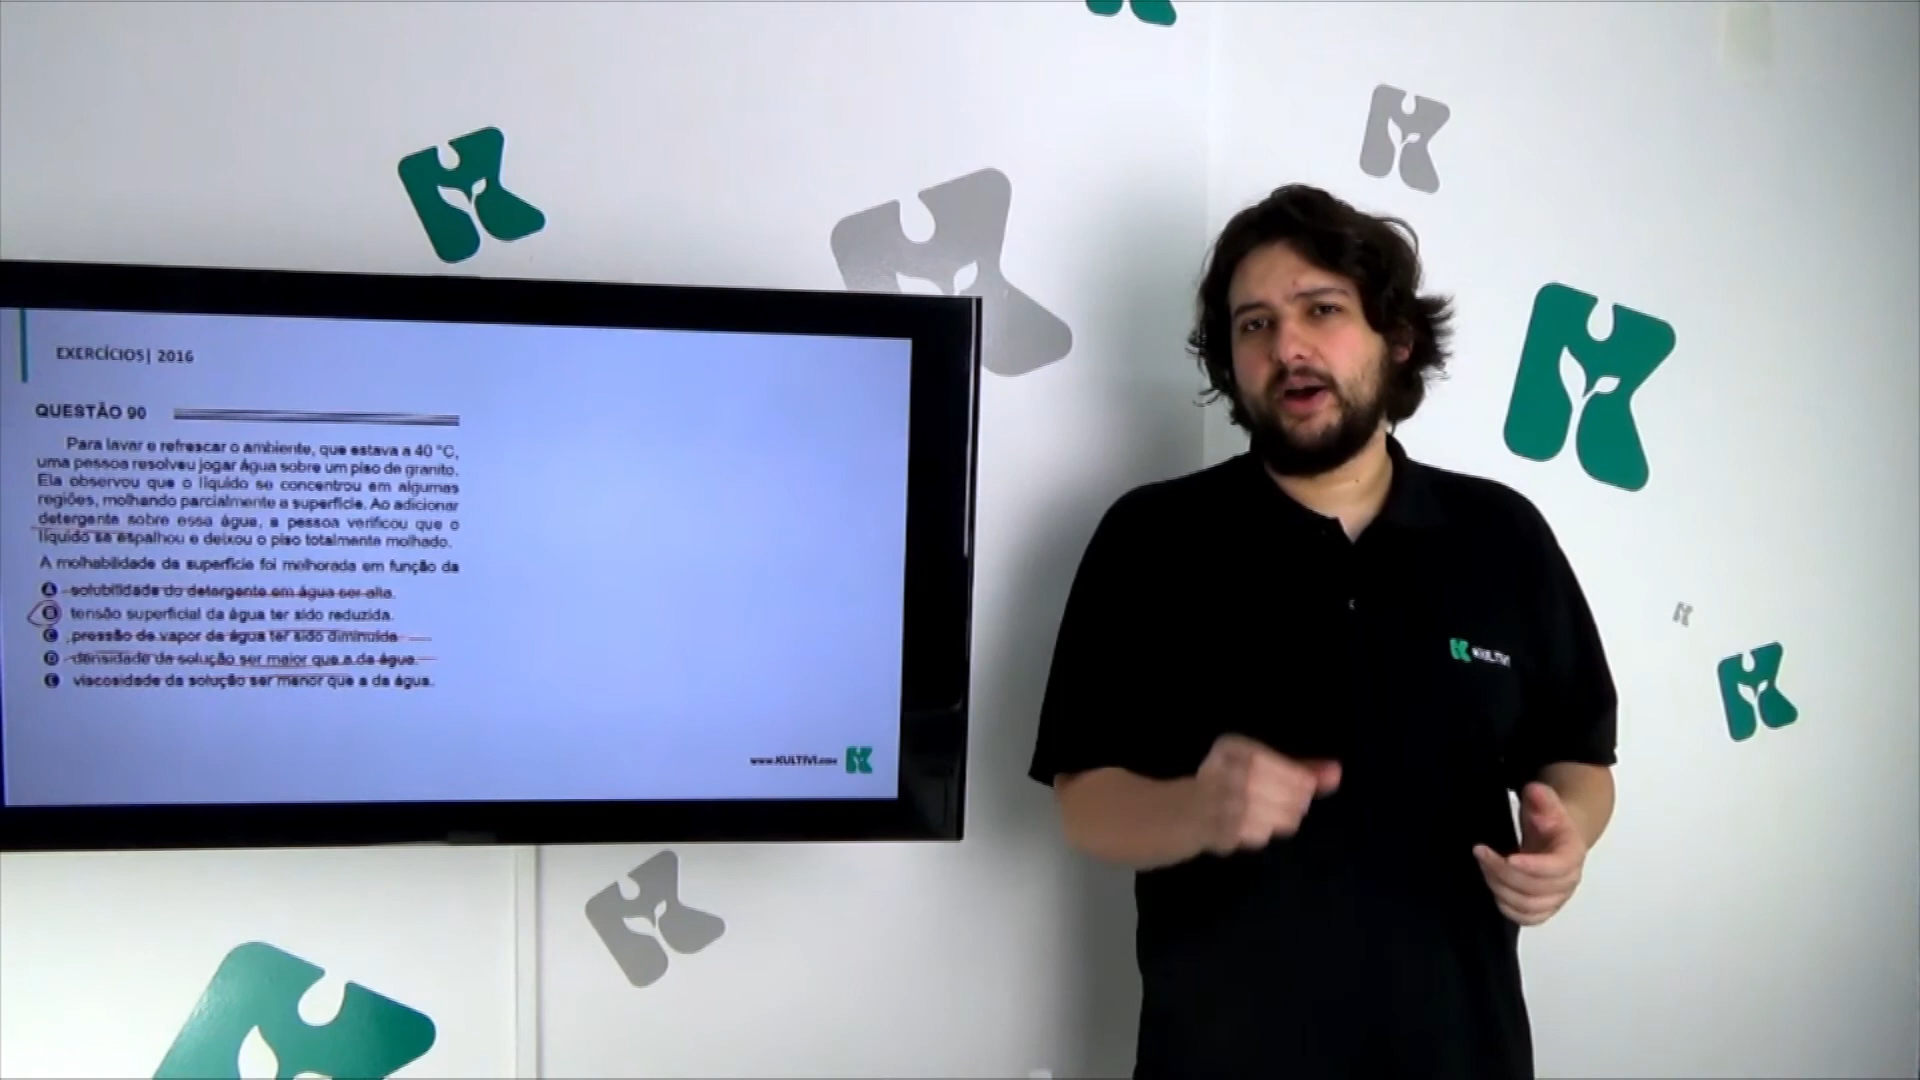 EXERCÍCIOS| 2016
QUESTÃO 90
Para lavar e refrescar o ambiente, que estava a 40 °C,
uma pessoa resolveu jogar água sobre um piso de granito.
Ela observou que o líquido se concentrou em algumas
regiões, molhando parcialmente a superfície. Ao adicionar
detergente sobre essa água, a pessoa verificou que o
líquido se espalhou e deixou o piso totalmente molhado.
A molhabilidade da superfície foi melhorada em função da
A solubilidade do detergente em água ser alta.
B tensão superficial da água ter sido reduzida.
C pressão de vapor da água ter sido diminuída.
D densidade da solução ser maior que a da água.
E viscosidade da solução ser menor que a da água.
www.KULTIVI.com
KULTIVI